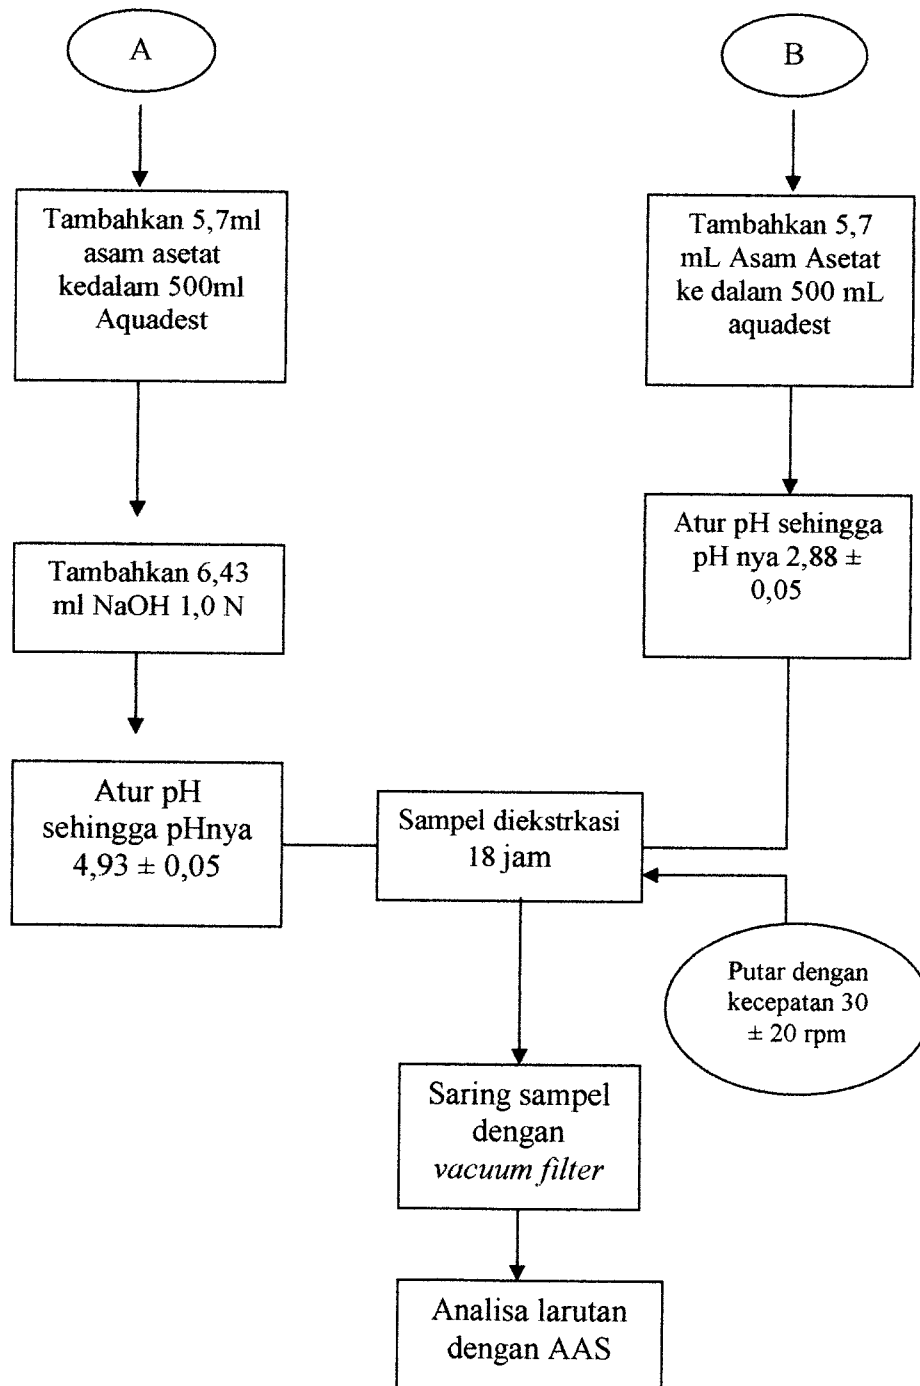 A
B
Tambahkan 5,7ml
asam asetat
kedalam 500ml
Aquadest
Tambahkan 5,7
mL Asam Asetat
ke dalam 500 mL
aquadest
Tambahkan 6,43
ml NaOH 1,0 N
Atur pH sehingga
pH nya 2,88 ±
0,05
Atur pH
sehingga pHnya
4,93 ± 0,05
Sampel diekstrkasi
18 jam
Putar dengan
kecepatan 30
± 20 rpm
Saring sampel
dengan
vacuum filter
Analisa larutan
dengan AAS